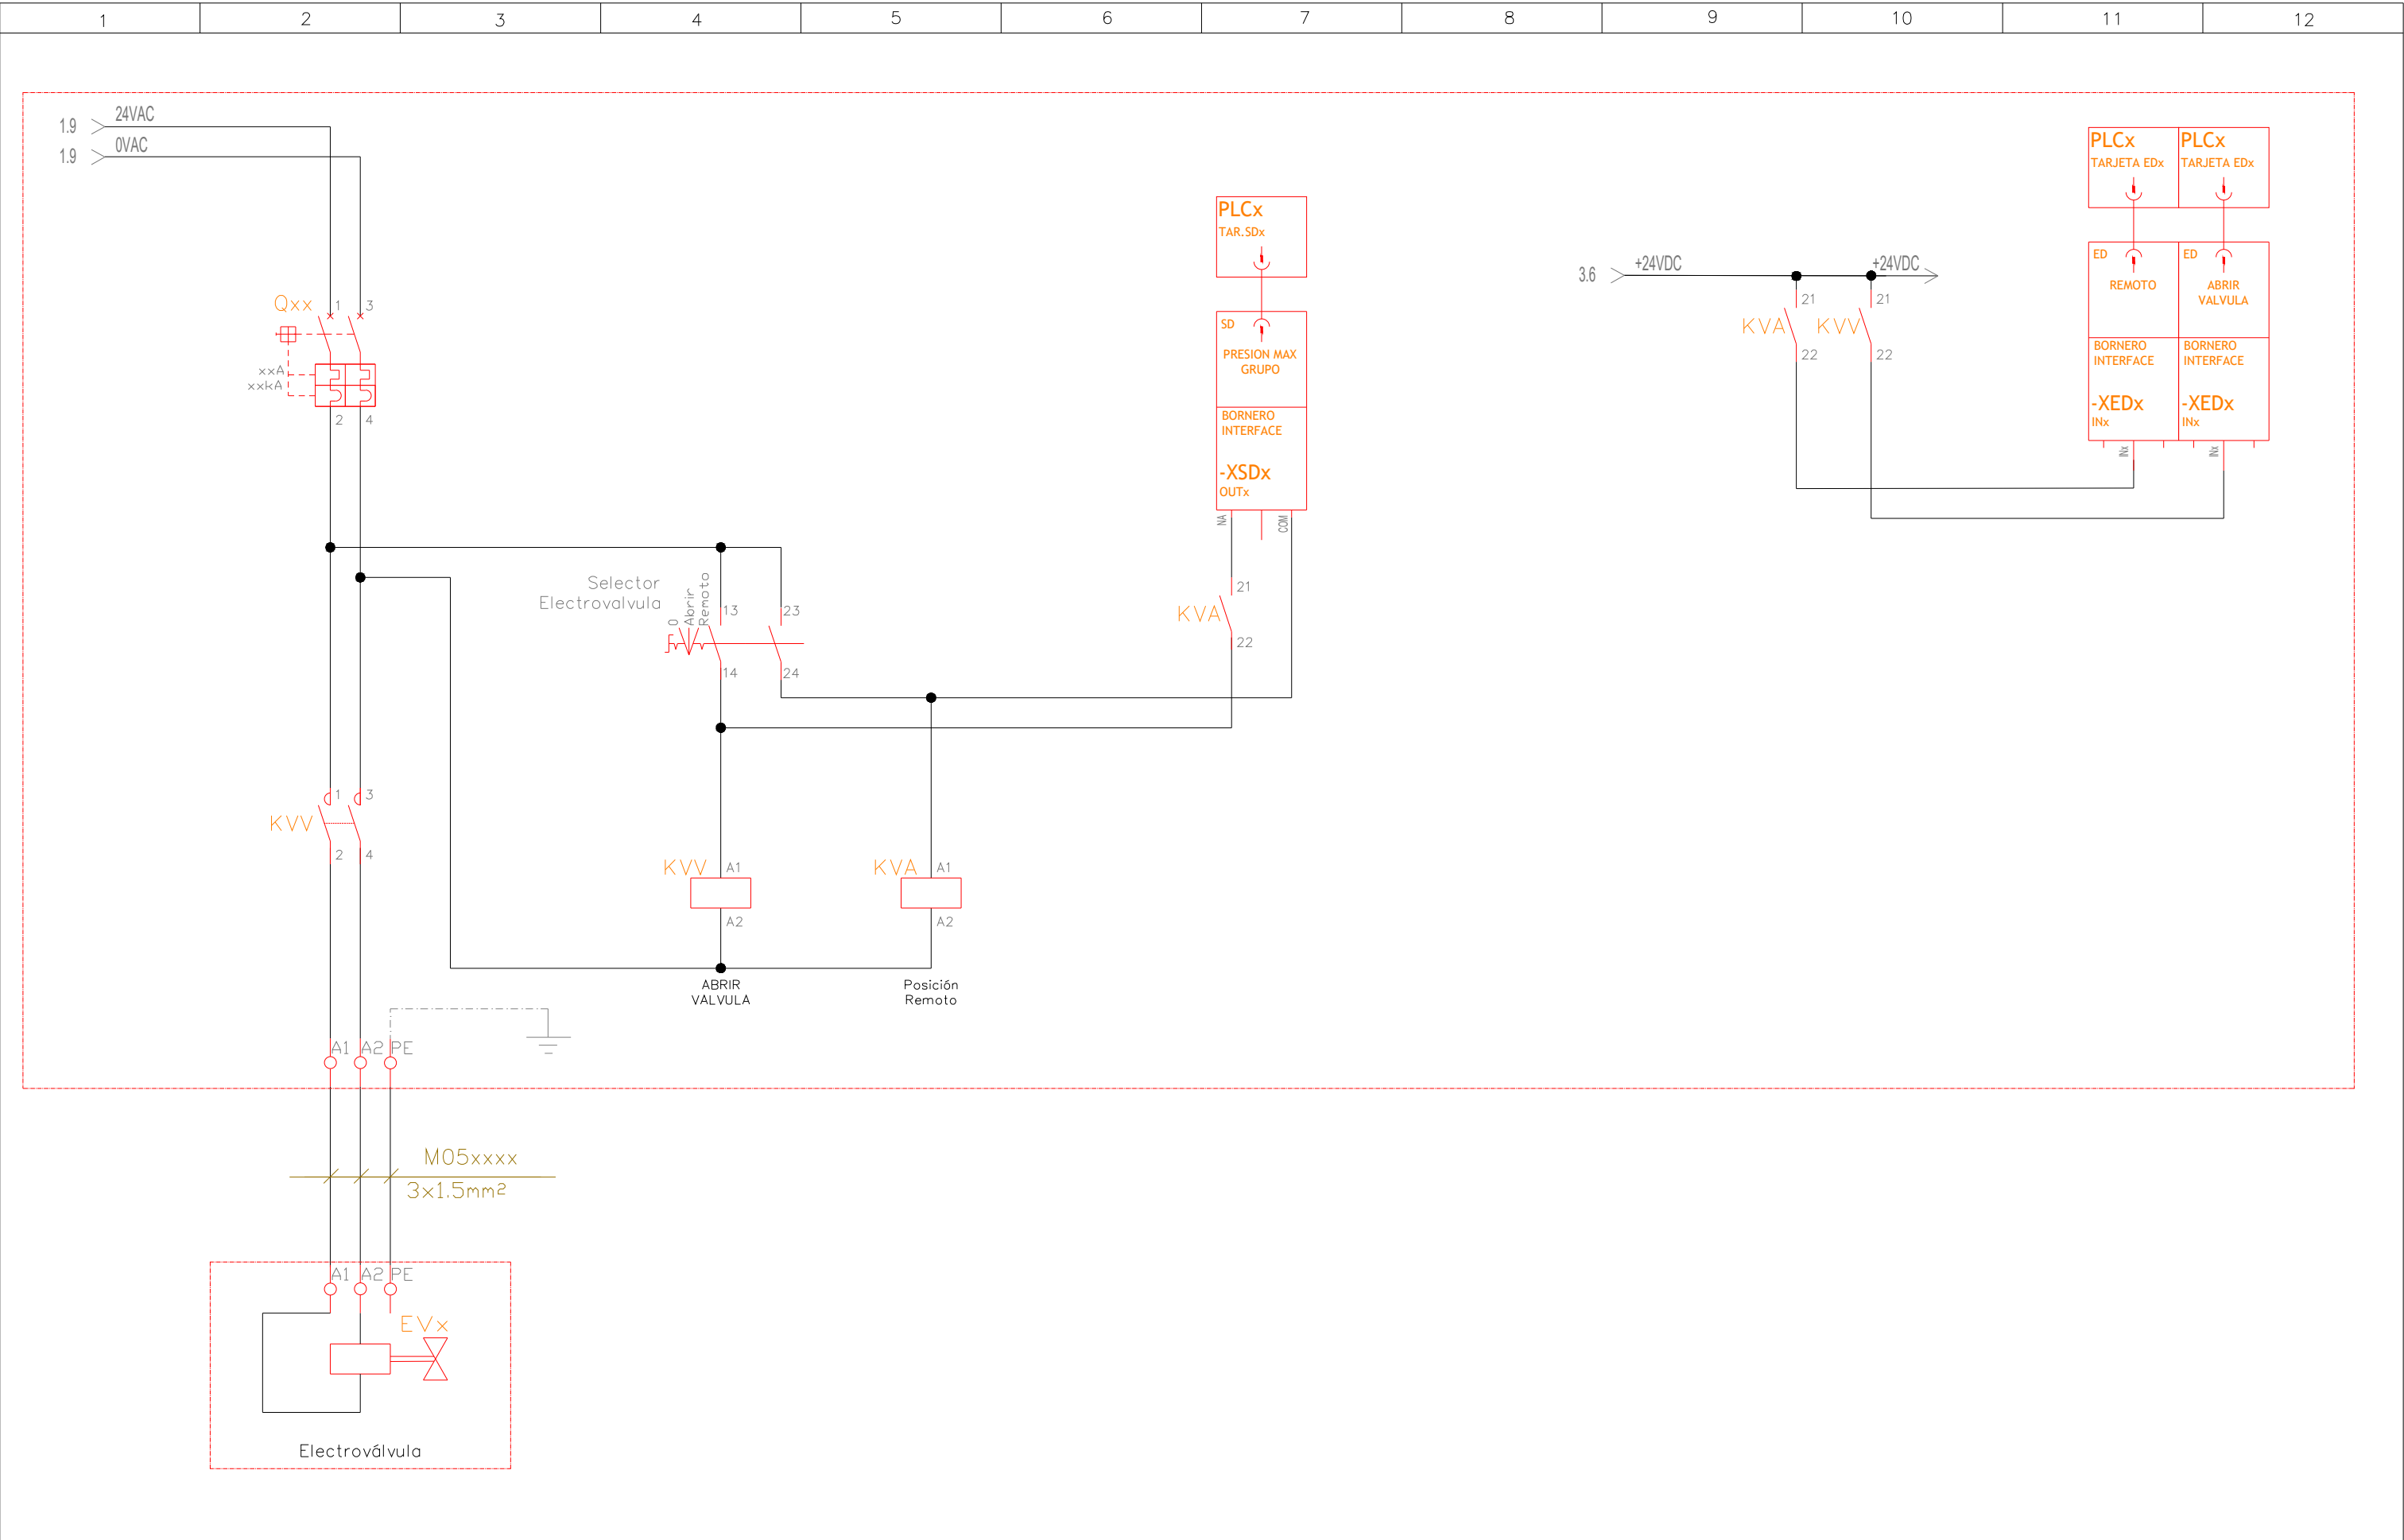 1 2 3 4 5 6 7 8 9 10 11 12
1.9 24VAC
1.9 0VAC
Qxx 1 3
xxA
xxkA
2 4
Selector
Electrovalvula
0
Abrir
Remoto
13 23
14 24
PLCx
TAR.SDx
SD
PRESION MAX
GRUPO
BORNERO
INTERFACE
-XSDx
OUTx
NA COM
KVA 21
22
3.6 +24VDC +24VDC
KVA 21
22
KVV 21
22
PLCx
TARJETA EDx
ED
REMOTO
BORNERO
INTERFACE
-XEDx
INx
INx
PLCx
TARJETA EDx
ED
ABRIR
VALVULA
BORNERO
INTERFACE
-XEDx
INx
INx
KVV 1 3
2 4
KVV A1
A2
ABRIR
VALVULA
KVA A1
A2
Posición
Remoto
A1 A2 PE
M05xxxx
3x1.5mm²
A1 A2 PE
EVx
Electroválvula